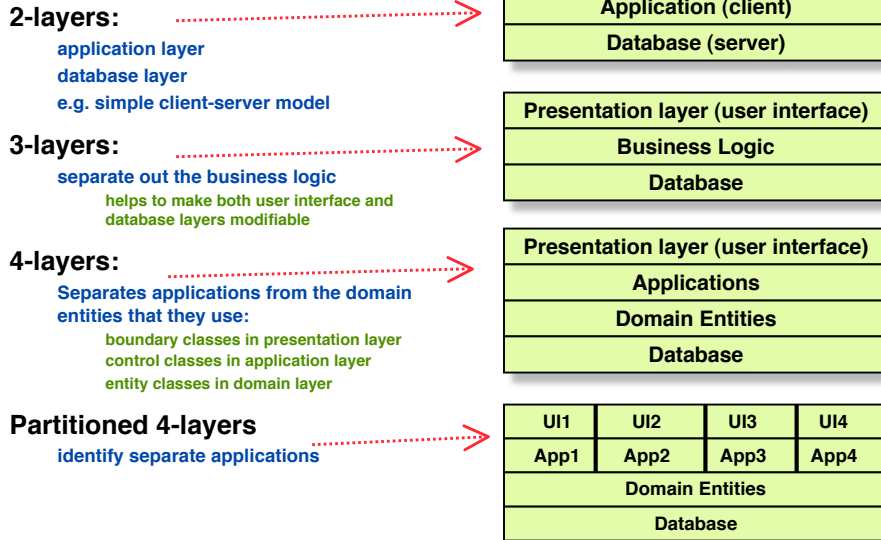 2-layers:
application layer
database layer
e.g. simple client-server model
Application (client)
Database (server)
3-layers:
separate out the business logic
helps to make both user interface and
database layers modifiable
Presentation layer (user interface)
Business Logic
Database
4-layers:
Separates applications from the domain
entities that they use:
boundary classes in presentation layer
control classes in application layer
entity classes in domain layer
Presentation layer (user interface)
Applications
Domain Entities
Database
Partitioned 4-layers
identify separate applications
UI1 UI2 UI3 UI4
App1 App2 App3 App4
Domain Entities
Database